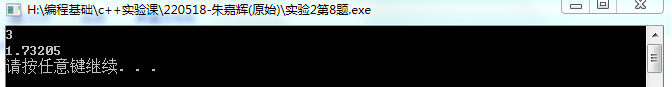 H:\编程基础\c++实验课\220518-朱嘉辉(原始)\实验2第8题.exe
3
1.73205
请按任意键继续. . .